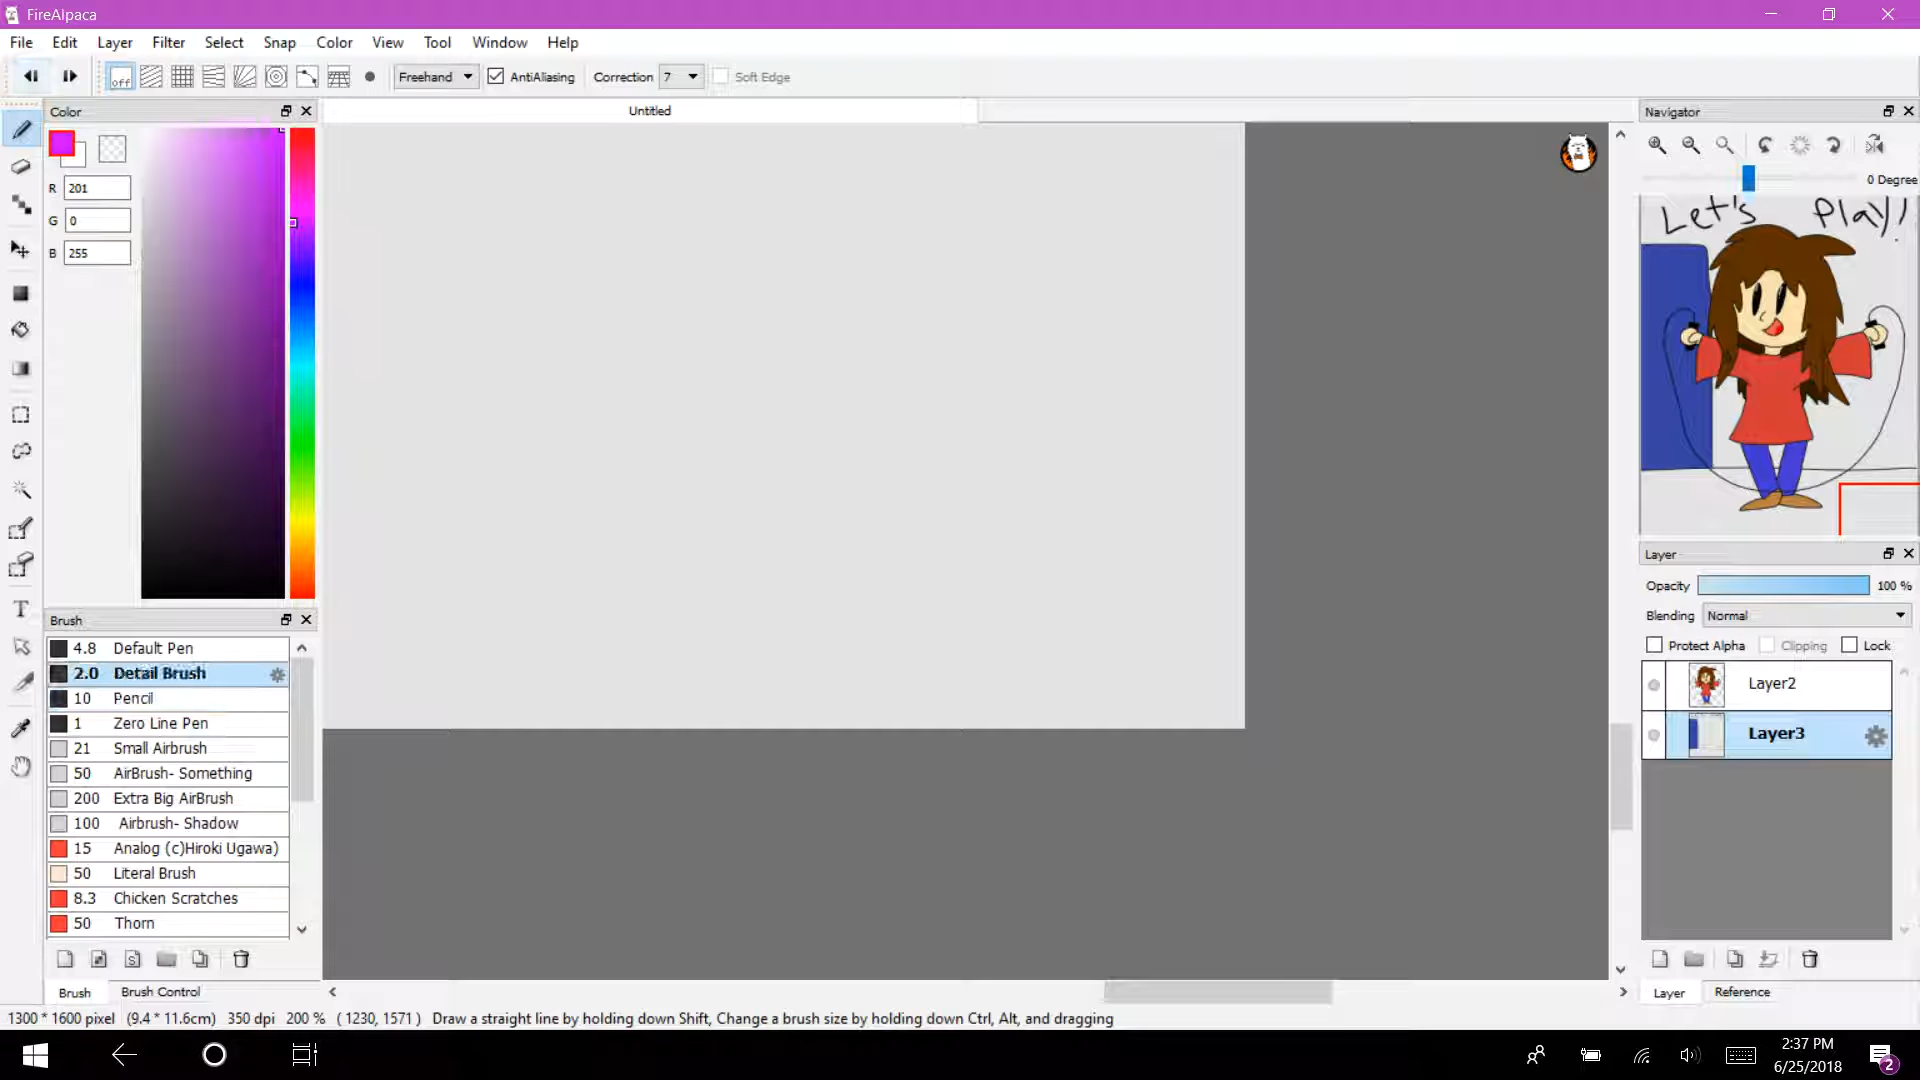 FireAlpaca
File Edit Layer Filter Select Snap Color View Tool Window Help
off Freehand AntiAliasing Correction 7 Soft Edge
Color
Untitled
Navigator
R 201
G 0
B 255
0 Degree
Let's Play!
Layer
Opacity 100 %
Blending Normal
Protect Alpha Clipping Lock
Layer2
Layer3
Brush
4.8 Default Pen
2.0 Detail Brush
10 Pencil
1 Zero Line Pen
21 Small Airbrush
50 AirBrush- Something
200 Extra Big AirBrush
100 Airbrush- Shadow
15 Analog (c)Hiroki Ugawa)
50 Literal Brush
8.3 Chicken Scratches
50 Thorn
S
Brush Brush Control
Layer Reference
1300 * 1600 pixel (9.4 * 11.6cm) 350 dpi 200 % ( 1230, 1571 ) Draw a straight line by holding down Shift, Change a brush size by holding down Ctrl, Alt, and dragging
2:37 PM
6/25/2018
2